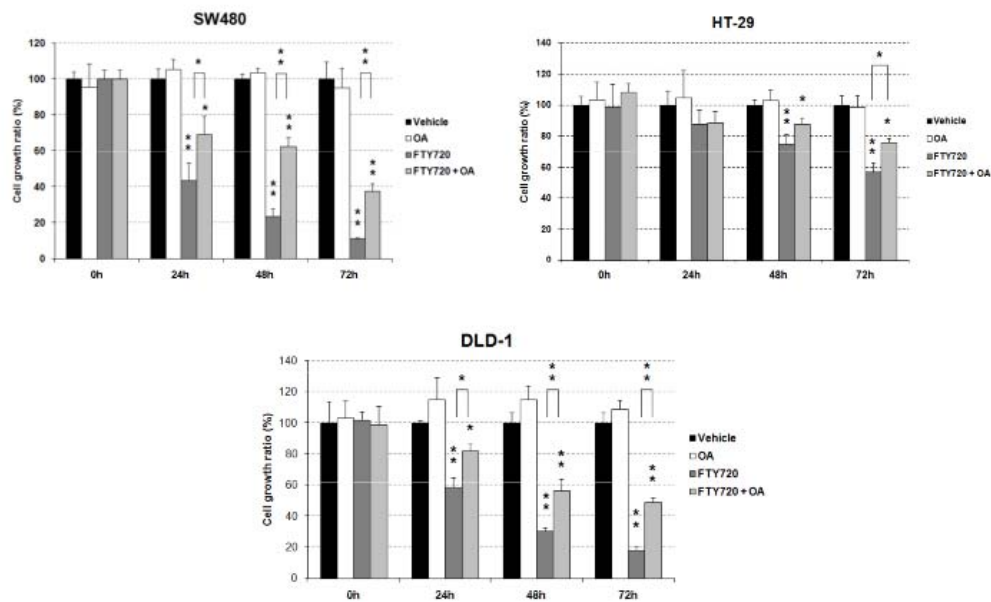 SW480
Cell growth ratio (%)
120
100
80
60
40
20
0
* * * *
* * * * * *
* * * * * *
0h 24h 48h 72h
Vehicle
OA
FTY720
FTY720 + OA
HT-29
Cell growth ratio (%)
140
120
100
80
60
40
20
0
* * *
*
* * *
0h 24h 48h 72h
Vehicle
OA
FTY720
FTY720 + OA
DLD-1
Cell growth ratio (%)
140
120
100
80
60
40
20
0
* * *
* * *
* * * * *
* * * *
0h 24h 48h 72h
Vehicle
OA
FTY720
FTY720 + OA